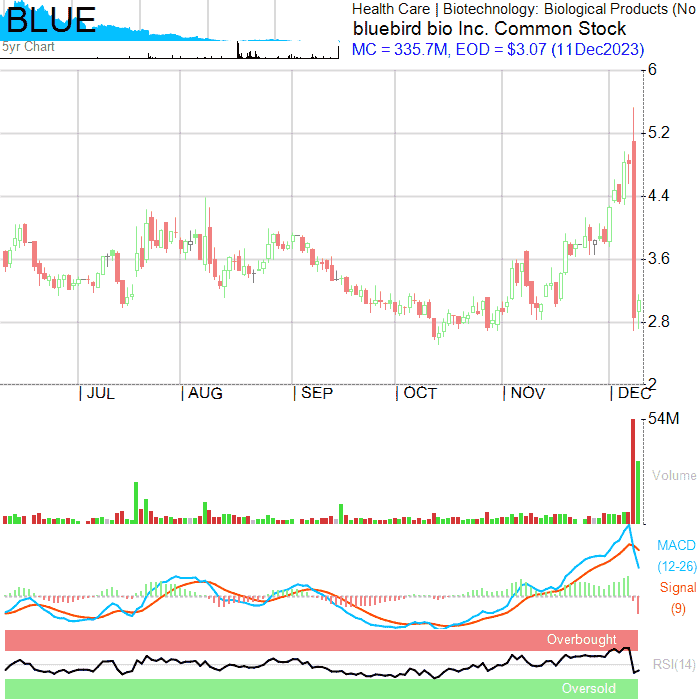 BLUE
5yr Chart
Health Care | Biotechnology: Biological Products (No
bluebird bio Inc. Common Stock
MC = 335.7M, EOD = $3.07 (11Dec2023)
6
5.2
4.4
3.6
2.8
2
JUL
AUG
SEP
OCT
NOV
DEC
54M
Volume
MACD
(12-26)
Signal
(9)
Overbought
RSI(14)
Oversold